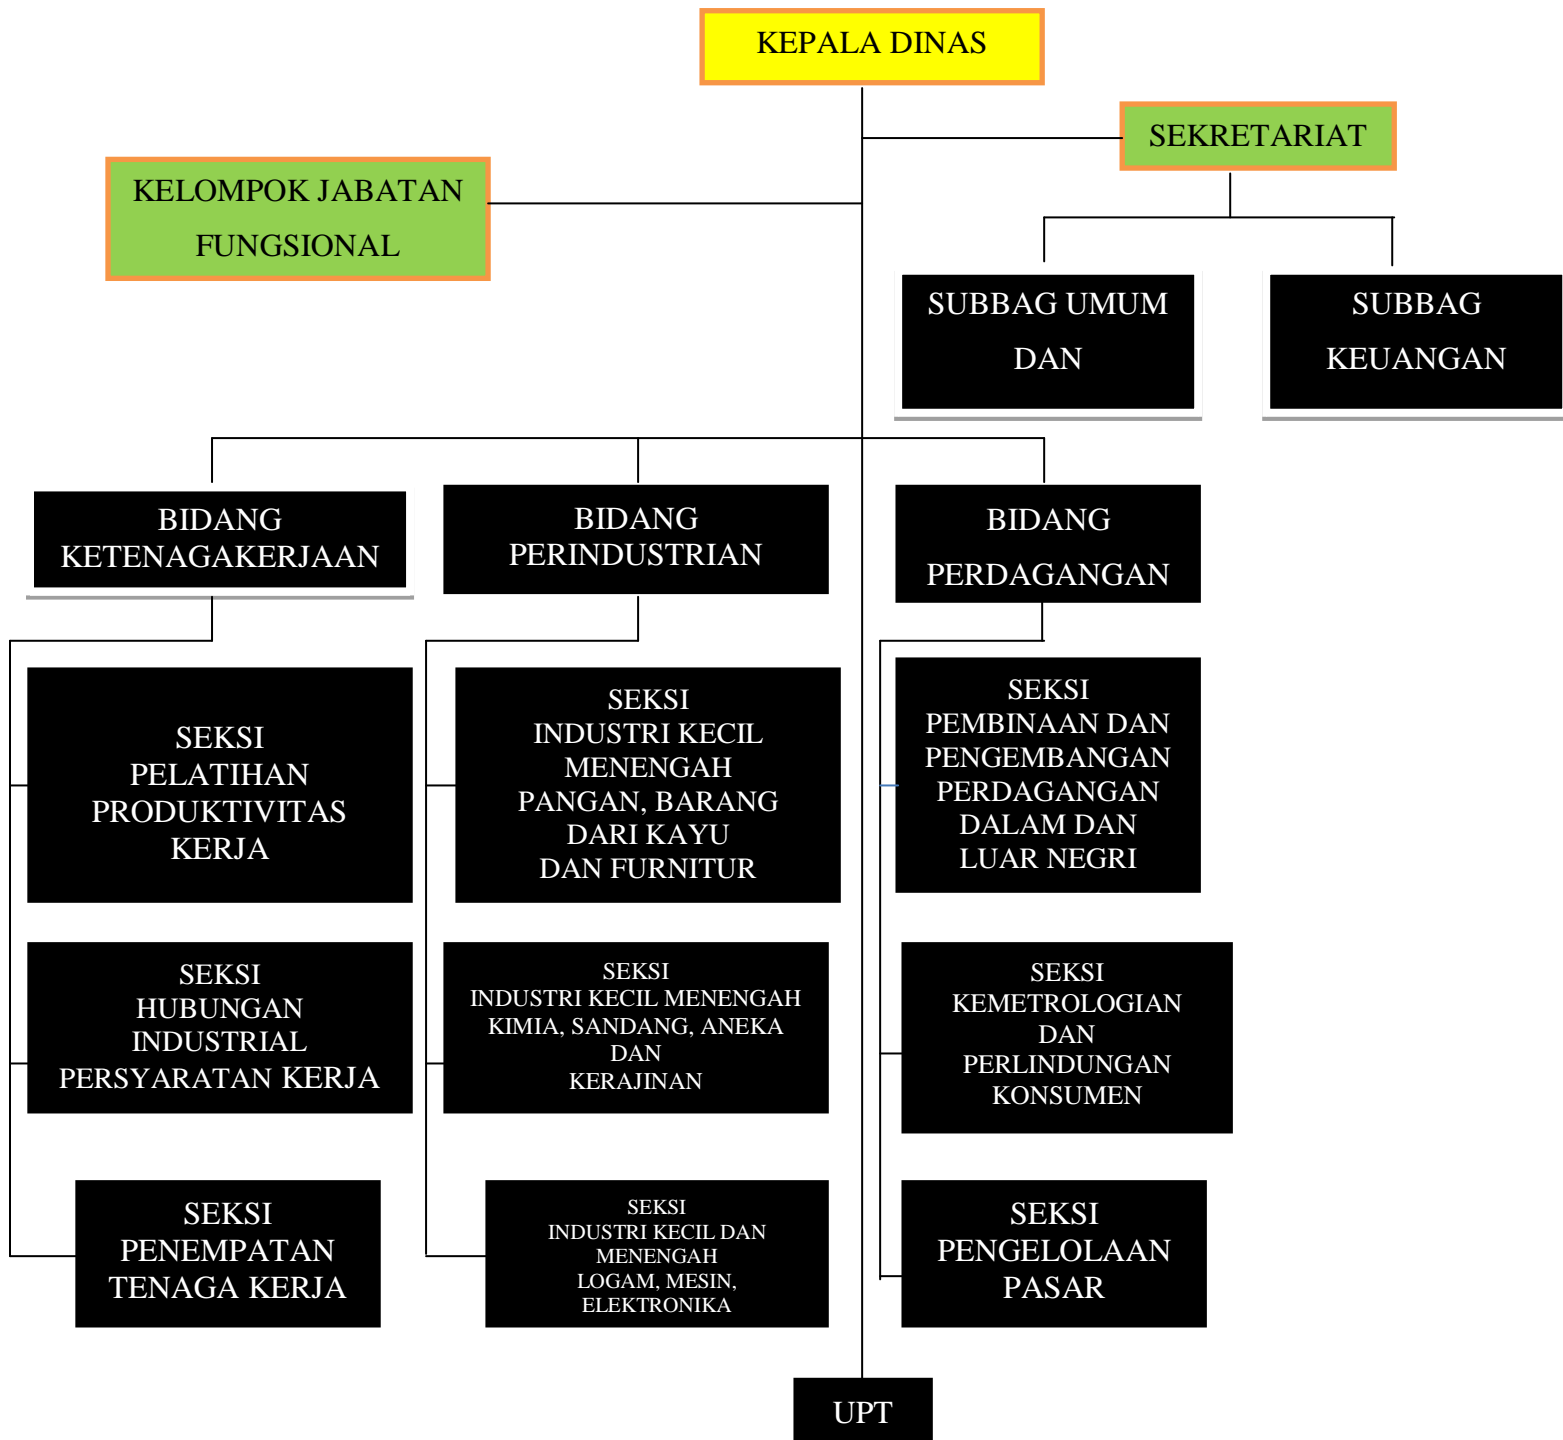 KEPALA DINAS
SEKRETARIAT
KELOMPOK JABATAN
FUNGSIONAL
SUBBAG UMUM
DAN
SUBBAG
KEUANGAN
BIDANG
KETENAGAKERJAAN
BIDANG
PERINDUSTRIAN
BIDANG
PERDAGANGAN
SEKSI
PELATIHAN
PRODUKTIVITAS
KERJA
SEKSI
INDUSTRI KECIL
MENENGAH
PANGAN, BARANG
DARI KAYU
DAN FURNITUR
SEKSI
PEMBINAAN DAN
PENGEMBANGAN
PERDAGANGAN
DALAM DAN
LUAR NEGRI
SEKSI
HUBUNGAN
INDUSTRIAL
PERSYARATAN KERJA
SEKSI
INDUSTRI KECIL MENENGAH
KIMIA, SANDANG, ANEKA
DAN
KERAJINAN
SEKSI
KEMETROLOGIAN
DAN
PERLINDUNGAN
KONSUMEN
SEKSI
PENEMPATAN
TENAGA KERJA
SEKSI
INDUSTRI KECIL DAN
MENENGAH
LOGAM, MESIN,
ELEKTRONIKA
SEKSI
PENGELOLAAN
PASAR
UPT